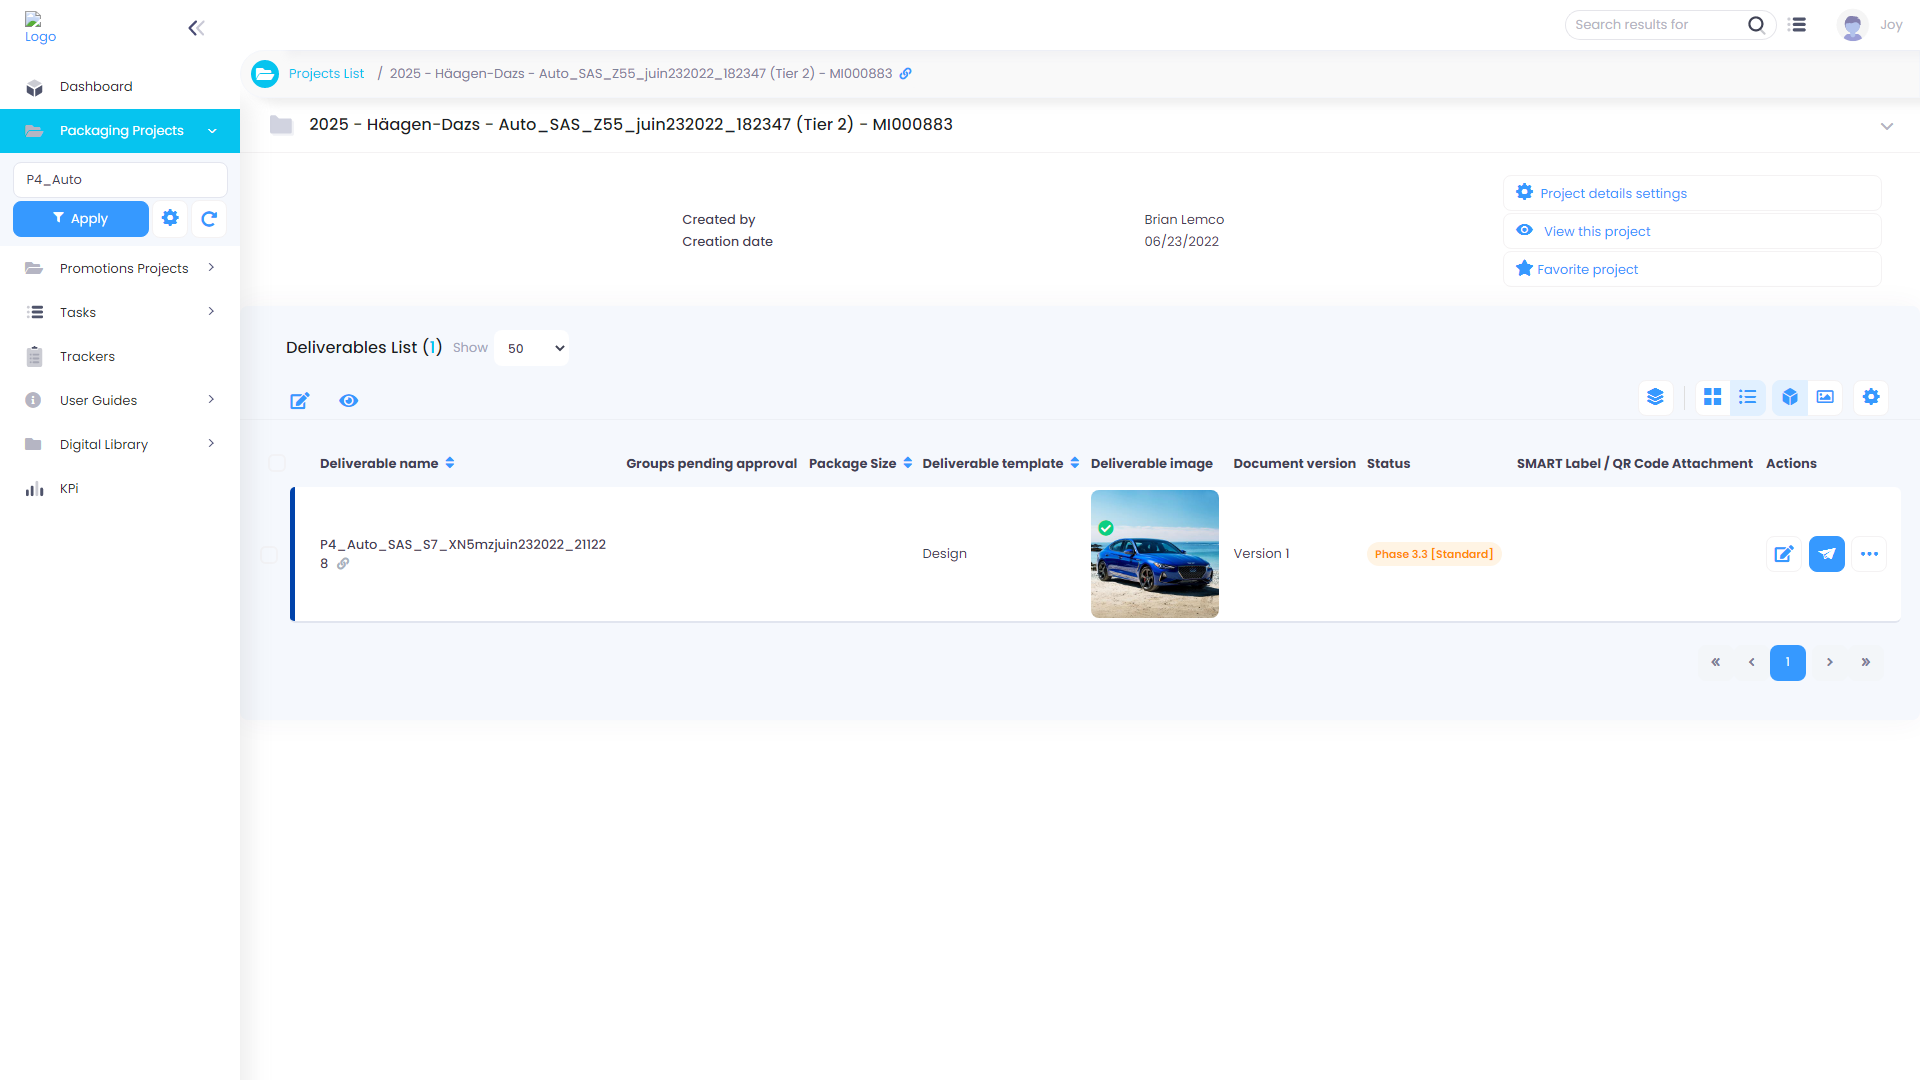 Logo
Search results for
Joy
Dashboard
Packaging Projects
P4_Auto
Apply
Promotions Projects
Tasks
Trackers
User Guides
Digital Library
KPi
Projects List / 2025 - Häagen-Dazs - Auto_SAS_Z55_juin232022_182347 (Tier 2) - MI000883
2025 - Häagen-Dazs - Auto_SAS_Z55_juin232022_182347 (Tier 2) - MI000883
Created by Brian Lemco
Creation date 06/23/2022
Project details settings
View this project
Favorite project
Deliverables List (1) Show 50
Deliverable name Groups pending approval Package Size Deliverable template Deliverable image Document version Status SMART Label / QR Code Attachment Actions
P4_Auto_SAS_S7_XN5mzjuin232022_21122
8
Design
Version 1
Phase 3.3 [Standard]
« ‹ 1 › »